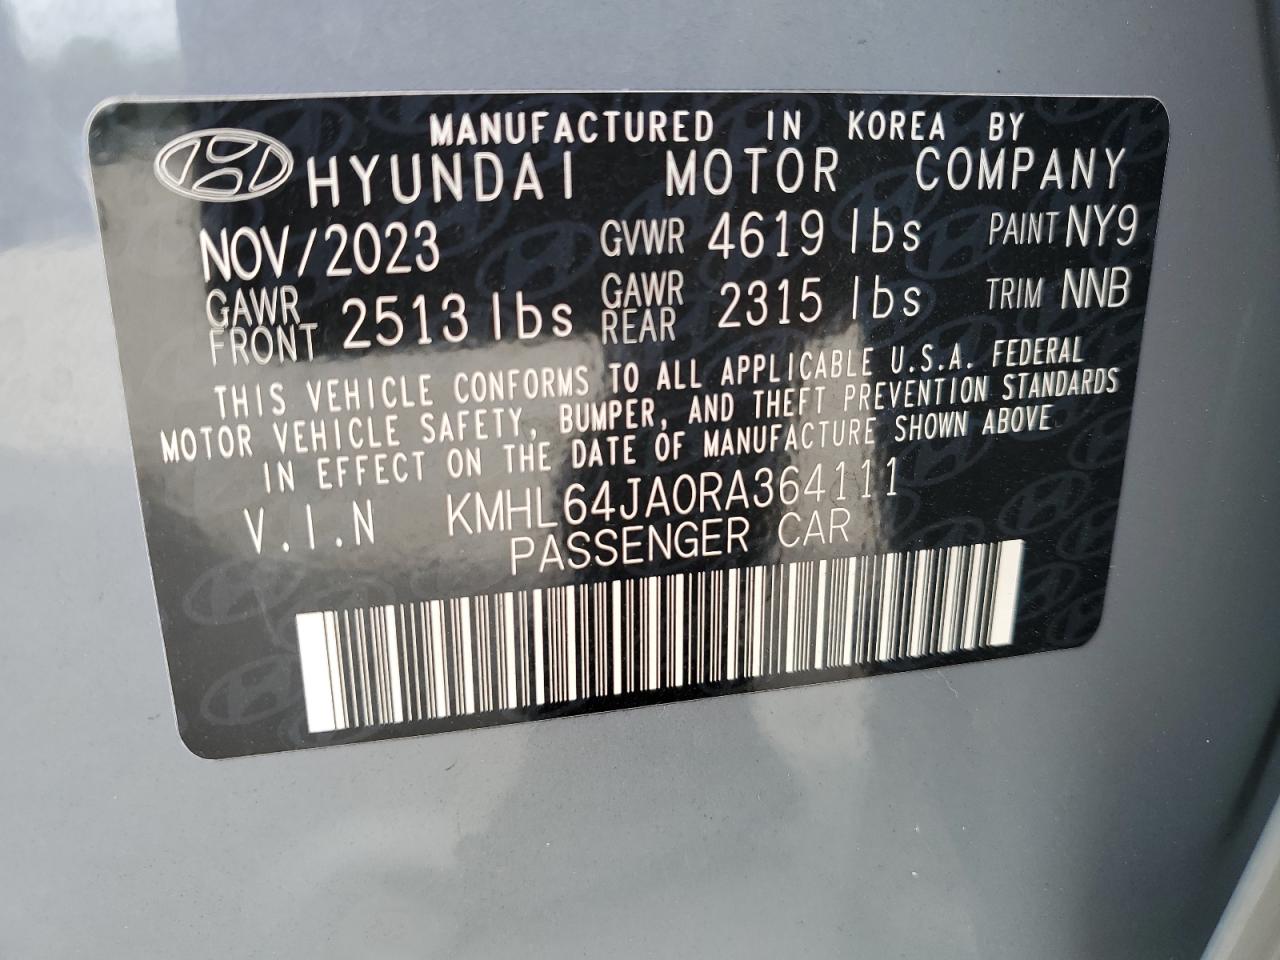 MANUFACTURED IN KOREA BY
HYUNDAI MOTOR COMPANY
NOV/2023 GVWR 4619 lbs PAINT NY9
GAWR FRONT 2513 lbs GAWR REAR 2315 lbs TRIM NNB
THIS VEHICLE CONFORMS TO ALL APPLICABLE U.S.A. FEDERAL
MOTOR VEHICLE SAFETY, BUMPER, AND THEFT PREVENTION STANDARDS
IN EFFECT ON THE DATE OF MANUFACTURE SHOWN ABOVE
V.I.N KMHL64JA0RA364111
PASSENGER CAR